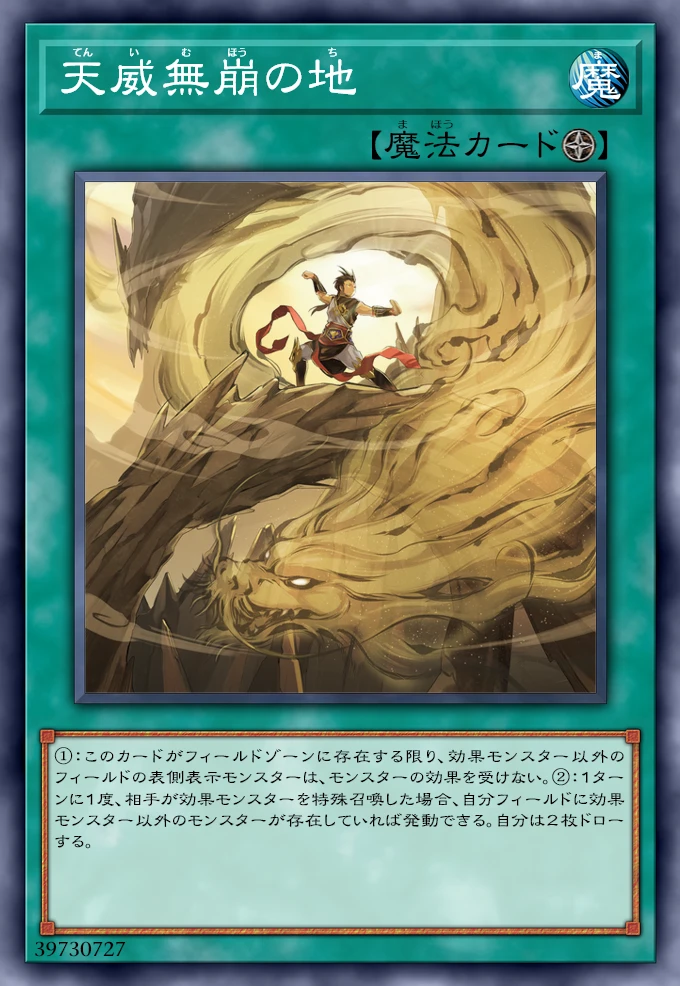 てんいむほうち
天威無崩の地
魔
ま
まほう
【魔法カード】
①:このカードがフィールドゾーンに存在する限り、効果モンスター以外の
フィールドの表側表示モンスターは、モンスターの効果を受けない。②:1ター
ンに1度、相手が効果モンスターを特殊召喚した場合、自分フィールドに効果
モンスター以外のモンスターが存在していれば発動できる。自分は2枚ドロー
する。
39730727